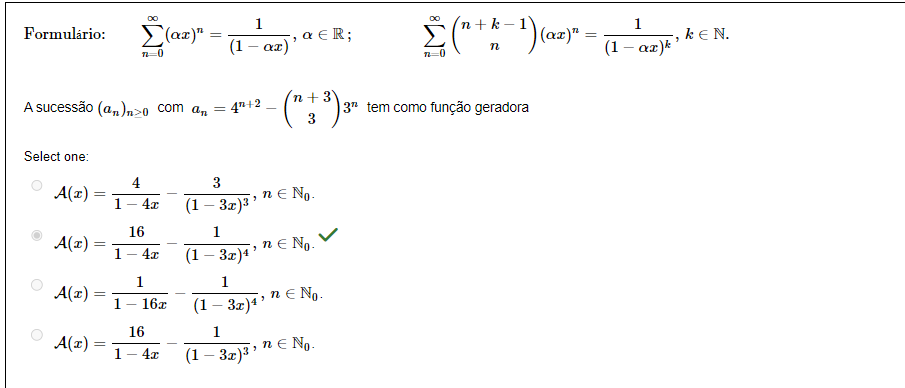 Formulário: $\sum_{n=0}^{\infty} (\alpha x)^n = \frac{1}{(1 - \alpha x)}, \alpha \in \mathbb{R};$ $\sum_{n=0}^{\infty} \binom{n+k-1}{n} (\alpha x)^n = \frac{1}{(1 - \alpha x)^k}, k \in \mathbb{N}.$
A sucessão $(a_n)_{n \geq 0}$ com $a_n = 4^{n+2} - \binom{n+3}{3} 3^n$ tem como função geradora
Select one:
$\mathcal{A}(x) = \frac{4}{1 - 4x} - \frac{3}{(1 - 3x)^3}, n \in \mathbb{N}_0.$
$\mathcal{A}(x) = \frac{16}{1 - 4x} - \frac{1}{(1 - 3x)^4}, n \in \mathbb{N}_0.$ ✓
$\mathcal{A}(x) = \frac{1}{1 - 16x} - \frac{1}{(1 - 3x)^4}, n \in \mathbb{N}_0.$
$\mathcal{A}(x) = \frac{16}{1 - 4x} - \frac{1}{(1 - 3x)^3}, n \in \mathbb{N}_0.$